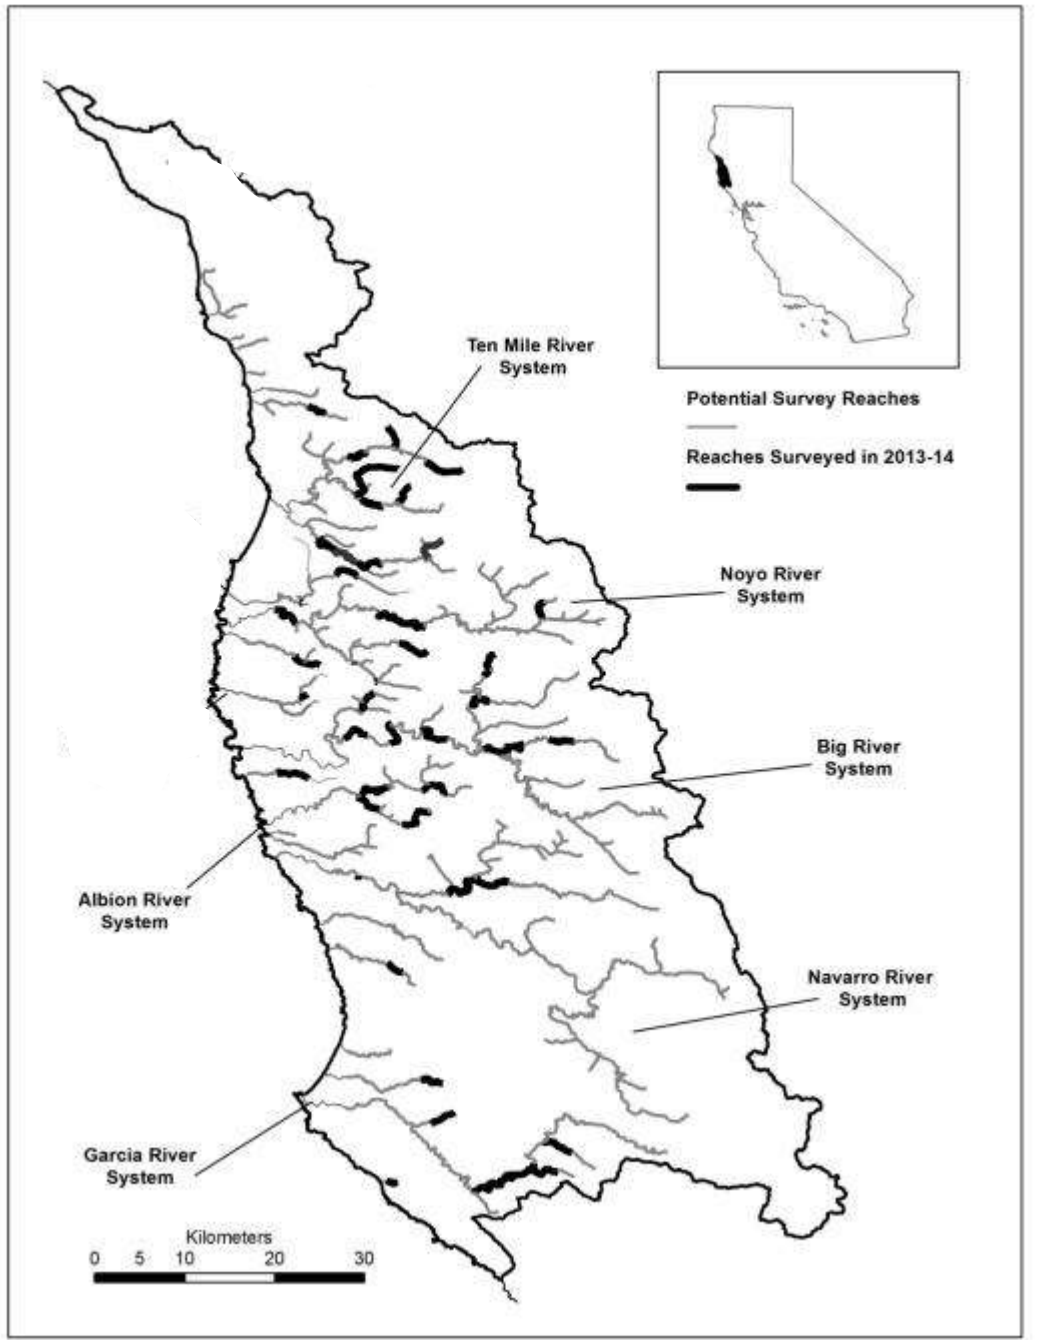 Ten Mile River
System
Potential Survey Reaches
Reaches Surveyed in 2013-14
Noyo River
System
Big River
System
Albion River
System
Navarro River
System
Garcia River
System
Kilometers
0 5 10 20 30